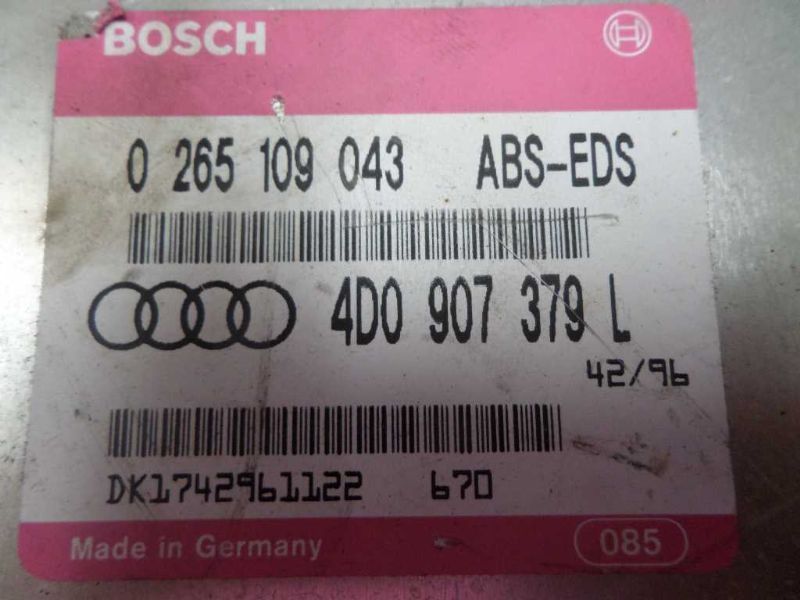 BOSCH
0 265 109 043 ABS-EDS
4D0 907 379 L
42/96
DK1742961122 670
Made in Germany 085